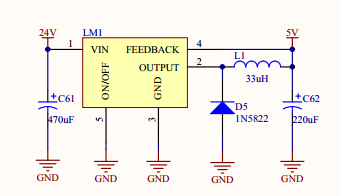 24V
LM1
5V
1
VIN
FEEDBACK
4
OUTPUT
2
L1
33uH
ON/OFF
GND
C61
470uF
5
3
D5
1N5822
C62
220uF
GND
GND
GND
GND
GND